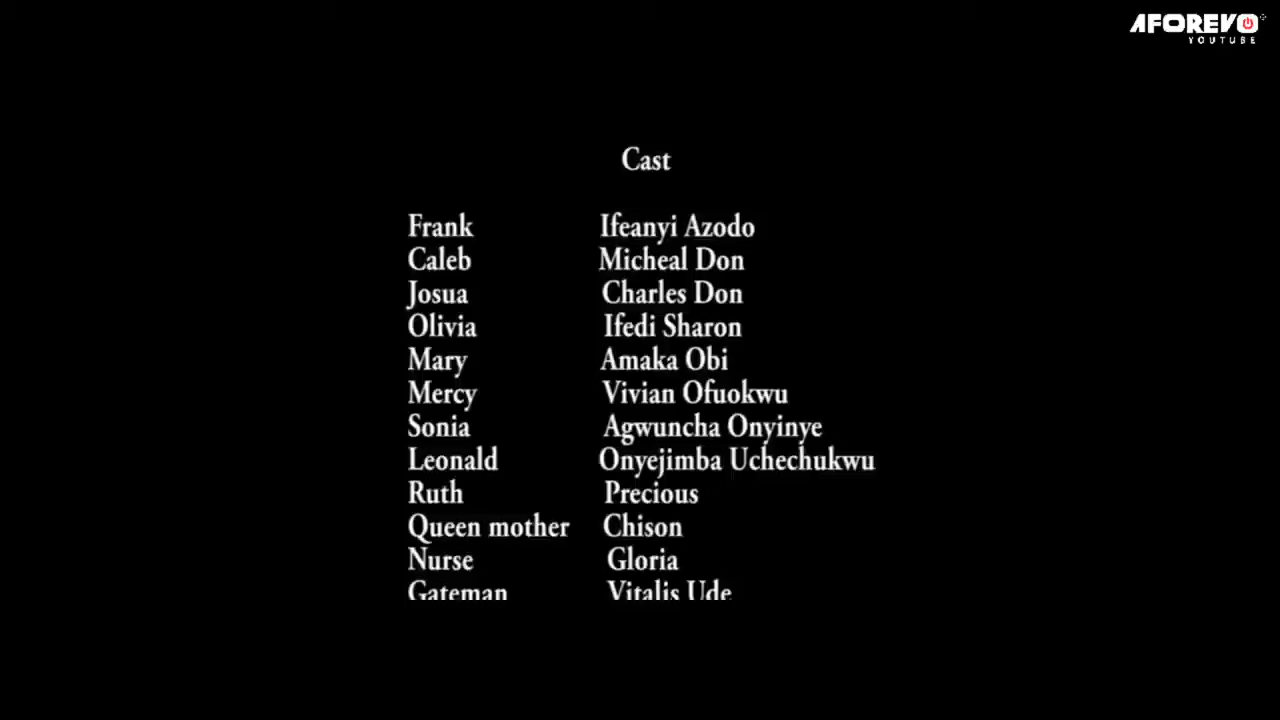 AFOREVO
YOUTUBE
Cast
Frank Ifeanyi Azodo
Caleb Micheal Don
Josua Charles Don
Olivia Ifedi Sharon
Mary Amaka Obi
Mercy Vivian Ofuokwu
Sonia Agwuncha Onyinye
Leonald Onyejimba Uchechukwu
Ruth Precious
Queen mother Chison
Nurse Gloria
Gateman Vitalis Ude